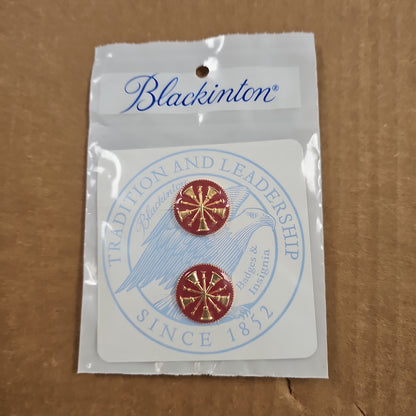 Blackinton®
TRADITION AND LEADERSHIP
Blackinton
Badges &
Insignia
SINCE 1852